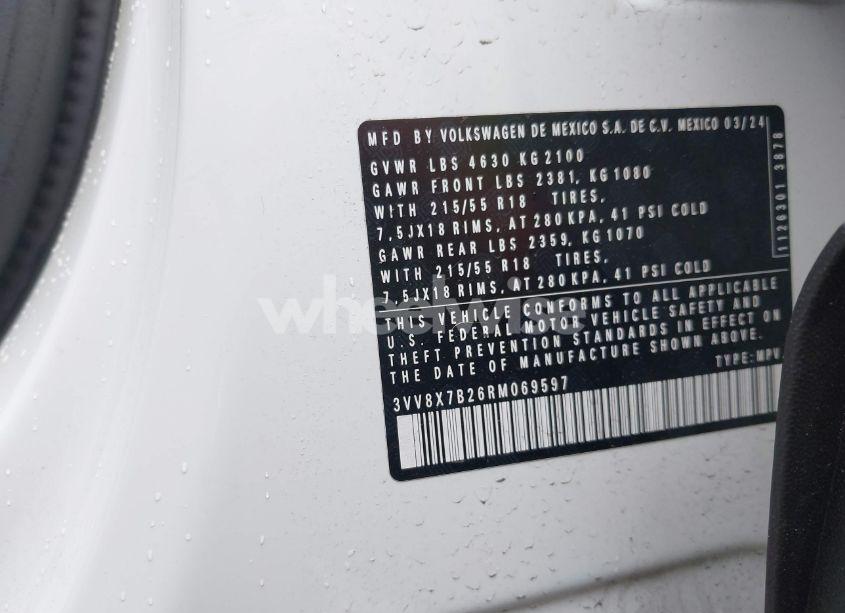 MFD BY VOLKSWAGEN DE MEXICO S.A. DE C.V. MEXICO 03/24
GVWR LBS 4630 KG 2100
GAWR FRONT LBS 2381, KG 1080
WITH 215/55 R18 TIRES,
7,5JX18 RIMS, AT 280 KPA, 41 PSI COLD
GAWR REAR LBS 2359, KG 1070
WITH 215/55 R18 TIRES,
7,5JX18 RIMS, AT 280 KPA, 41 PSI COLD
THIS VEHICLE CONFORMS TO ALL APPLICABLE
U.S. FEDERAL MOTOR VEHICLE SAFETY AND
THEFT PREVENTION STANDARDS IN EFFECT ON
THE DATE OF MANUFACTURE SHOWN ABOVE.
TYPE: MPV
3VV8X7B26RM069597
1126301 3878
wheelwise